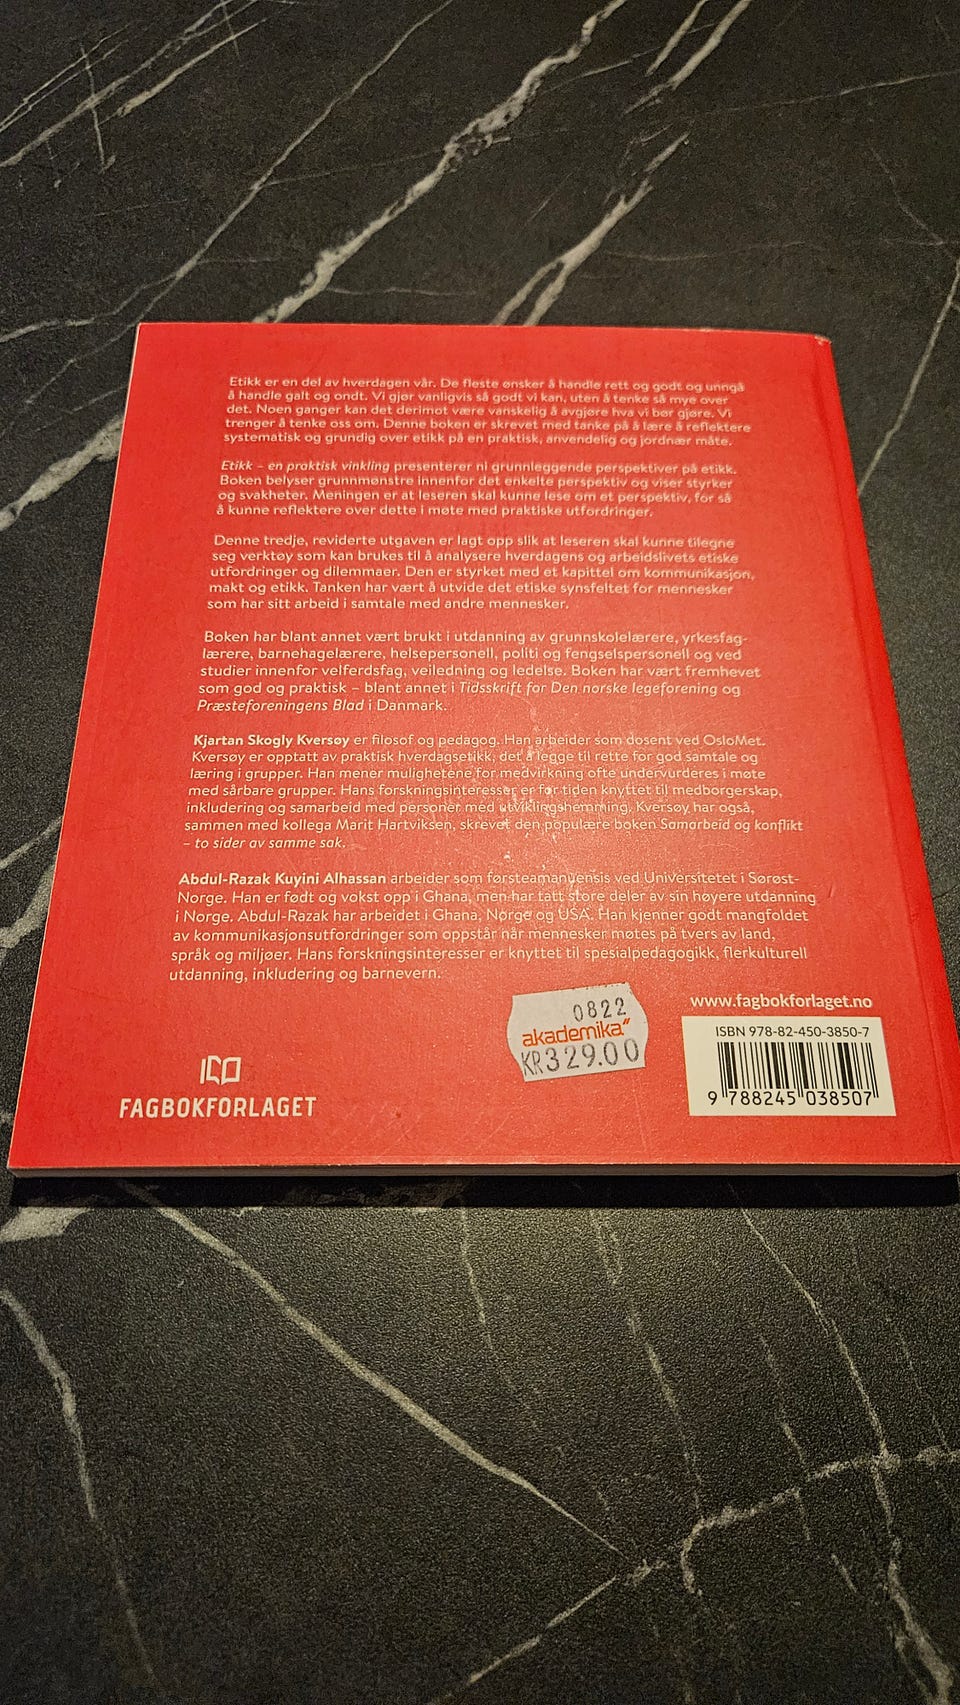 Etikk er en del av hverdagen vår. De fleste ønsker å handle rett og godt og unngå
å handle galt og ondt. Vi gjør vanligvis så godt vi kan, uten å tenke så mye over
det. Noen ganger kan det derimot være vanskelig å avgjøre hva vi bør gjøre. Vi
trenger å tenke oss om. Denne boken er skrevet med tanke på å lære å reflektere
systematisk og grundig over etikk på en praktisk, anvendelig og jordnær måte.
Etikk – en praktisk vinkling presenterer ni grunnleggende perspektiver på etikk.
Boken belyser grunnmønstre innenfor det enkelte perspektiv og viser styrker
og svakheter. Meningen er at leseren skal kunne lese om et perspektiv, for så
å kunne reflektere over dette i møte med praktiske utfordringer.
Denne tredje, reviderte utgaven er lagt opp slik at leseren skal kunne tilegne
seg verktøy som kan brukes til å analysere hverdagens og arbeidslivets etiske
utfordringer og dilemmaer. Den er styrket med et kapittel om kommunikasjon,
makt og etikk. Tanken har vært å utvide det etiske synsfeltet for mennesker
som har sitt arbeid i samtale med andre mennesker.
Boken har blant annet vært brukt i utdanning av grunnskolelærere, yrkesfag-
lærere, barnehagelærere, helsepersonell, politi og fengselspersonell og ved
studier innenfor velferdsfag, veiledning og ledelse. Boken har vært fremhevet
som god og praktisk – blant annet i Tidsskrift for Den norske legeforening og
Præsteforeningens Blad i Danmark.
Kjartan Skogly Kversøy er filosof og pedagog. Han arbeider som dosent ved OsloMet.
Kversøy er opptatt av praktisk hverdagsetikk, det å legge til rette for god samtale og
læring i grupper. Han mener mulighetene for medvirkning ofte undervurderes i møte
med sårbare grupper. Hans forskningsinteresser er for tiden knyttet til medborgerskap,
inkludering og samarbeid med personer med utviklingshemming. Kversøy har også,
sammen med kollega Marit Hartviksen, skrevet den populære boken Samarbeid og konflikt
– to sider av samme sak.
Abdul-Razak Kuyini Alhassan arbeider som førsteamanuensis ved Universitetet i Sørøst-
Norge. Han er født og vokst opp i Ghana, men har tatt store deler av sin høyere utdanning
i Norge. Abdul-Razak har arbeidet i Ghana, Norge og USA. Han kjenner godt mangfoldet
av kommunikasjonsutfordringer som oppstår når mennesker møtes på tvers av land,
språk og miljøer. Hans forskningsinteresser er knyttet til spesialpedagogikk, flerkulturell
utdanning, inkludering og barnevern.
www.fagbokforlaget.no
0822
akademika
KR329.00
ISBN 978-82-450-3850-7
9 788245 038507
FAGBOKFORLAGET